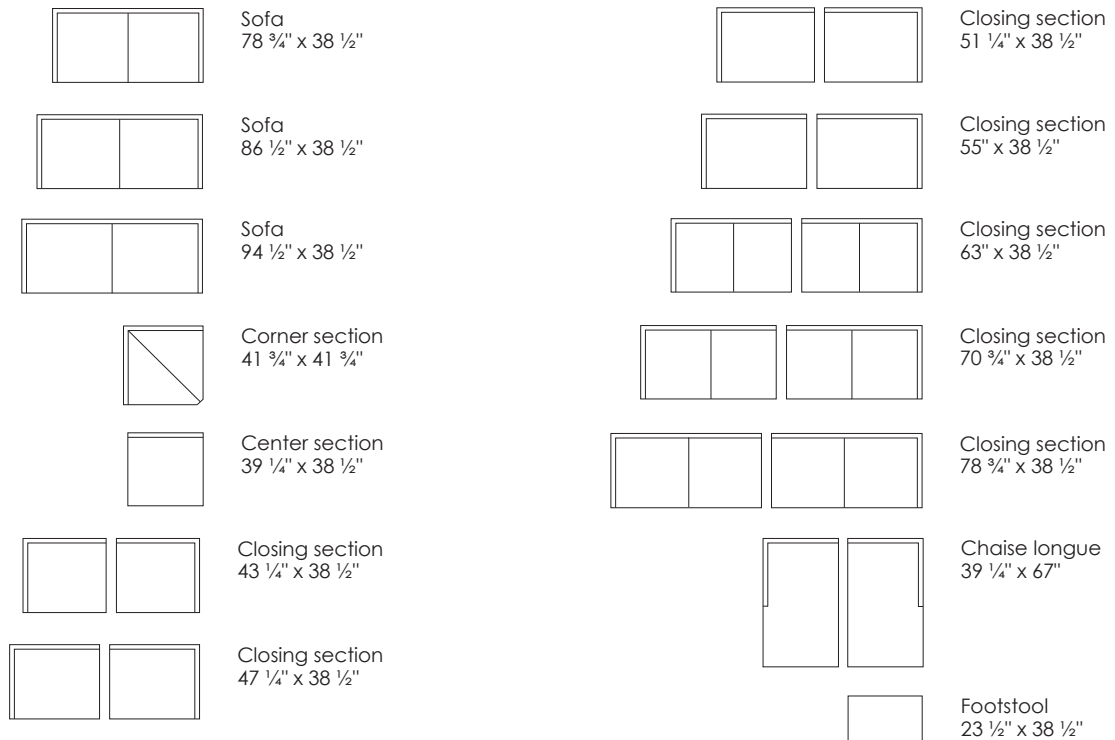 Sofa
78 ¾" x 38 ½"
Sofa
86 ½" x 38 ½"
Sofa
94 ½" x 38 ½"
Corner section
41 ¾" x 41 ¾"
Center section
39 ¼" x 38 ½"
Closing section
43 ¼" x 38 ½"
Closing section
47 ¼" x 38 ½"
Closing section
51 ¼" x 38 ½"
Closing section
55" x 38 ½"
Closing section
63" x 38 ½"
Closing section
70 ¾" x 38 ½"
Closing section
78 ¾" x 38 ½"
Chaise longue
39 ¼" x 67"
Footstool
23 ½" x 38 ½"